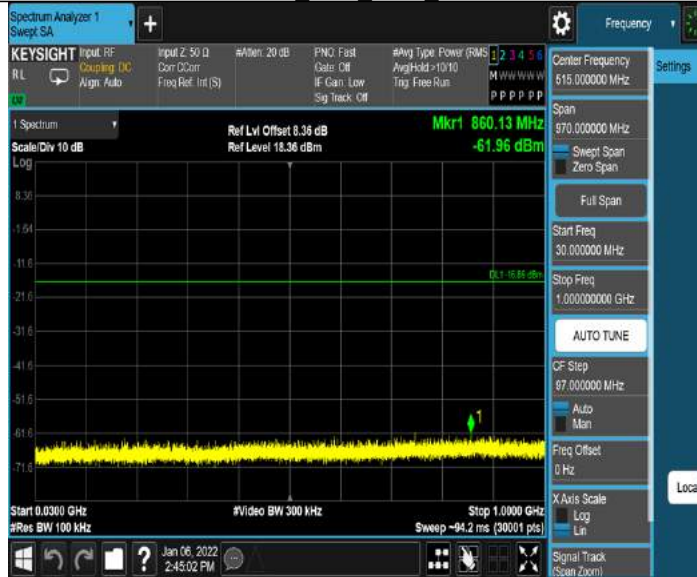 Spectrum Analyzer 1
Swept SA
+
Frequency
KEYSIGHT
RL
LXI
Input: RF
Coupling: DC
Align: Auto
Input Z: 50 Ω
Corr CCorr
Freq Ref: Int (S)
#Atten: 20 dB
PNO: Fast
Gate: Off
IF Gain: Low
Sig Track: Off
#Avg Type: Power (RMS
Avg|Hold:>10/10
Trig: Free Run
1 2 3 4 5 6
M W W W W W
P P P P P P
1 Spectrum
Scale/Div 10 dB
Ref Lvl Offset 8.36 dB
Ref Level 18.36 dBm
Mkr1 860.13 MHz
-61.96 dBm
Log
8.36
-1.64
-11.6
DL1 -16.86 dBm
-21.6
-31.6
-41.6
-51.6
1
-61.6
-71.6
Start 0.0300 GHz
#Res BW 100 kHz
#Video BW 300 kHz
Stop 1.0000 GHz
Sweep ~94.2 ms (30001 pts)
?
Jan 06, 2022
2:45:02 PM
Center Frequency
515.000000 MHz
Settings
Span
970.000000 MHz
Swept Span
Zero Span
Full Span
Start Freq
30.000000 MHz
Stop Freq
1.000000000 GHz
AUTO TUNE
CF Step
97.000000 MHz
Auto
Man
Freq Offset
0 Hz
X Axis Scale
Log
Lin
Loca
Signal Track
(Span Zoom)